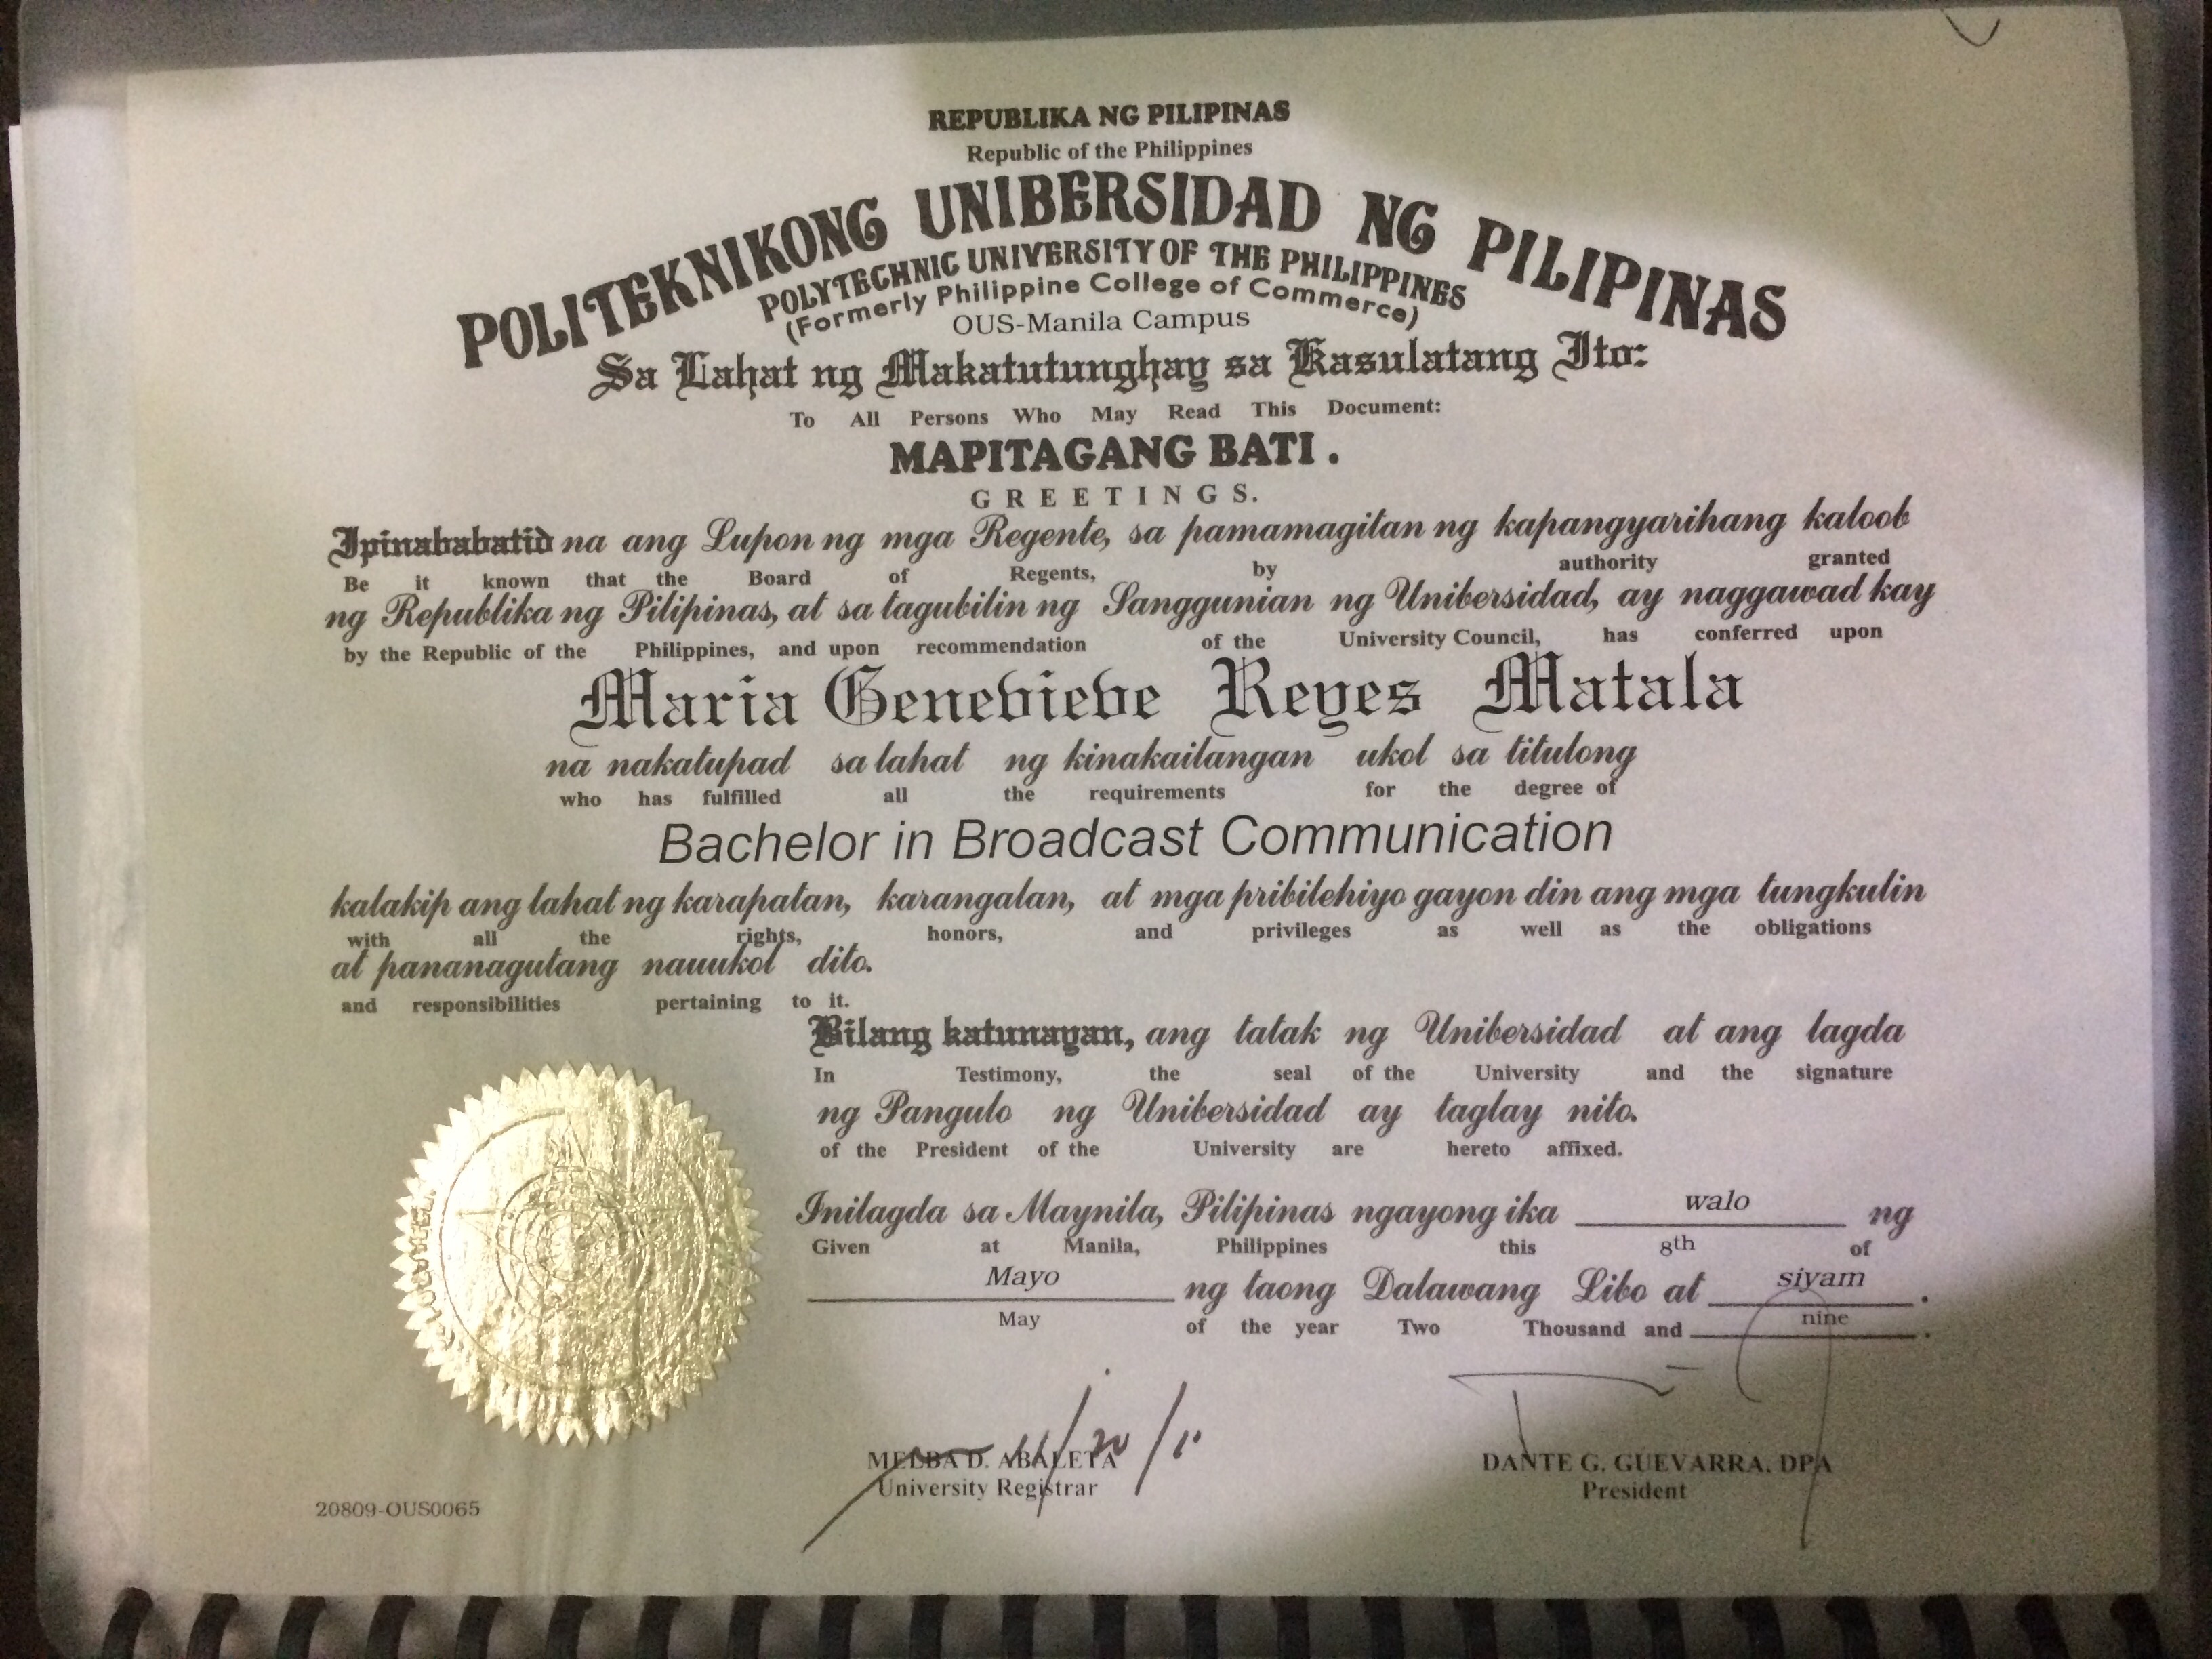 REPUBLIKA NG PILIPINAS
Republic of the Philippines
POLITEKNIKONG UNIBERSIDAD NG PILIPINAS
POLYTECHNIC UNIVERSITY OF THE PHILIPPINES
(Formerly Philippine College of Commerce)
OUS-Manila Campus
Sa Lahat ng Makatutunghay sa Kasulatang Ito:
To All Persons Who May Read This Document:
MAPITAGANG BATI.
GREETINGS.
Ipinababatid na ang Lupon ng mga Regente, sa pamamagitan ng kapangyarihang kaloob
Be it known that the Board of Regents, by authority granted
ng Republika ng Pilipinas, at sa tagubilin ng Sanggunian ng Unibersidad, ay naggawad kay
by the Republic of the Philippines, and upon recommendation of the University Council, has conferred upon
Maria Genevieve Reyes Matala
na nakatupad sa lahat ng kinakailangan ukol sa titulong
who has fulfilled all the requirements for the degree of
Bachelor in Broadcast Communication
kalakip ang lahat ng karapatan, karangalan, at mga pribilehiyo gayon din ang mga tungkulin
with all the rights, honors, and privileges as well as the obligations
at pananagutang nauukol dito.
and responsibilities pertaining to it.
Bilang katunayan, ang tatak ng Unibersidad at ang lagda
In Testimony, the seal of the University and the signature
ng Pangulo ng Unibersidad ay taglay nito.
of the President of the University are hereto affixed.
Inilagda sa Maynila, Pilipinas ngayong ika walo ng
Given at Manila, Philippines this 8th of
Mayo ng taong Dalawang Libo at siyam.
May of the year Two Thousand and nine.
MELBA D. ABALETA
University Registrar
DANTE G. GUEVARRA, DPA
President
20809-OUS0065